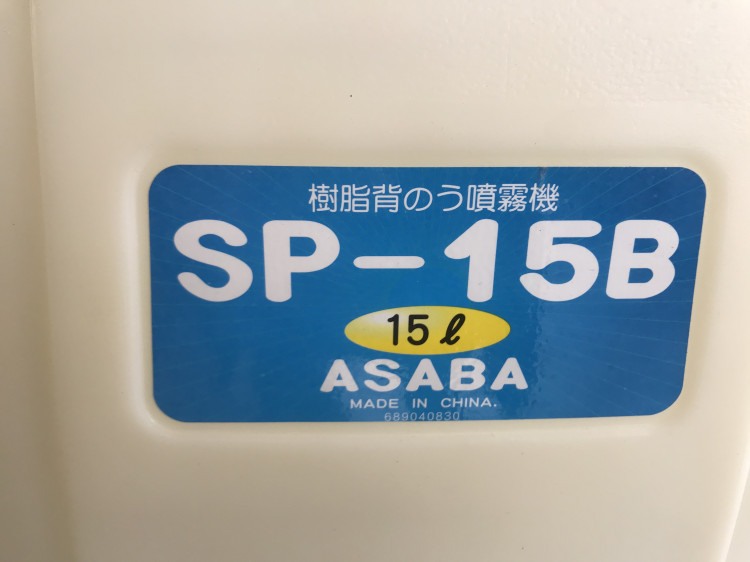 樹脂背のう噴霧機
SP-15B
15ℓ
ASABA
MADE IN CHINA.
689040830